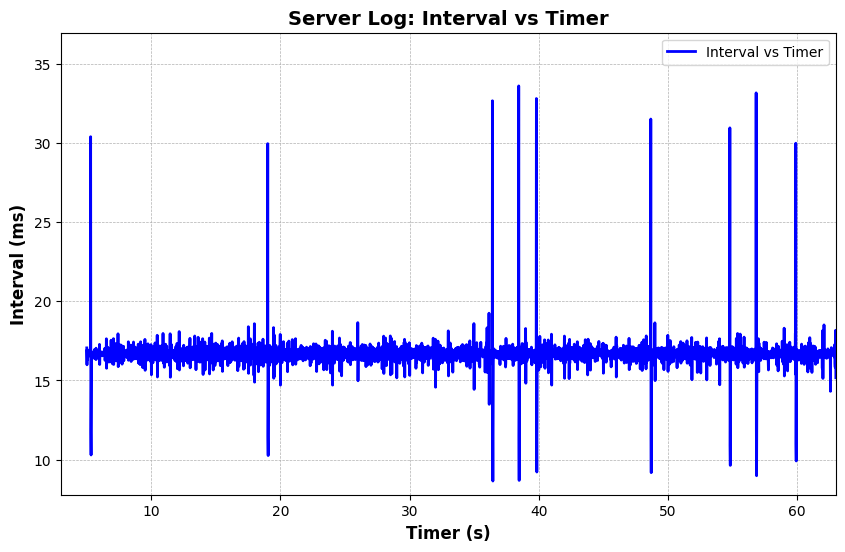 Server Log: Interval vs Timer
Interval vs Timer
35
30
25
20
15
10
Interval (ms)
10 20 30 40 50 60
Timer (s)